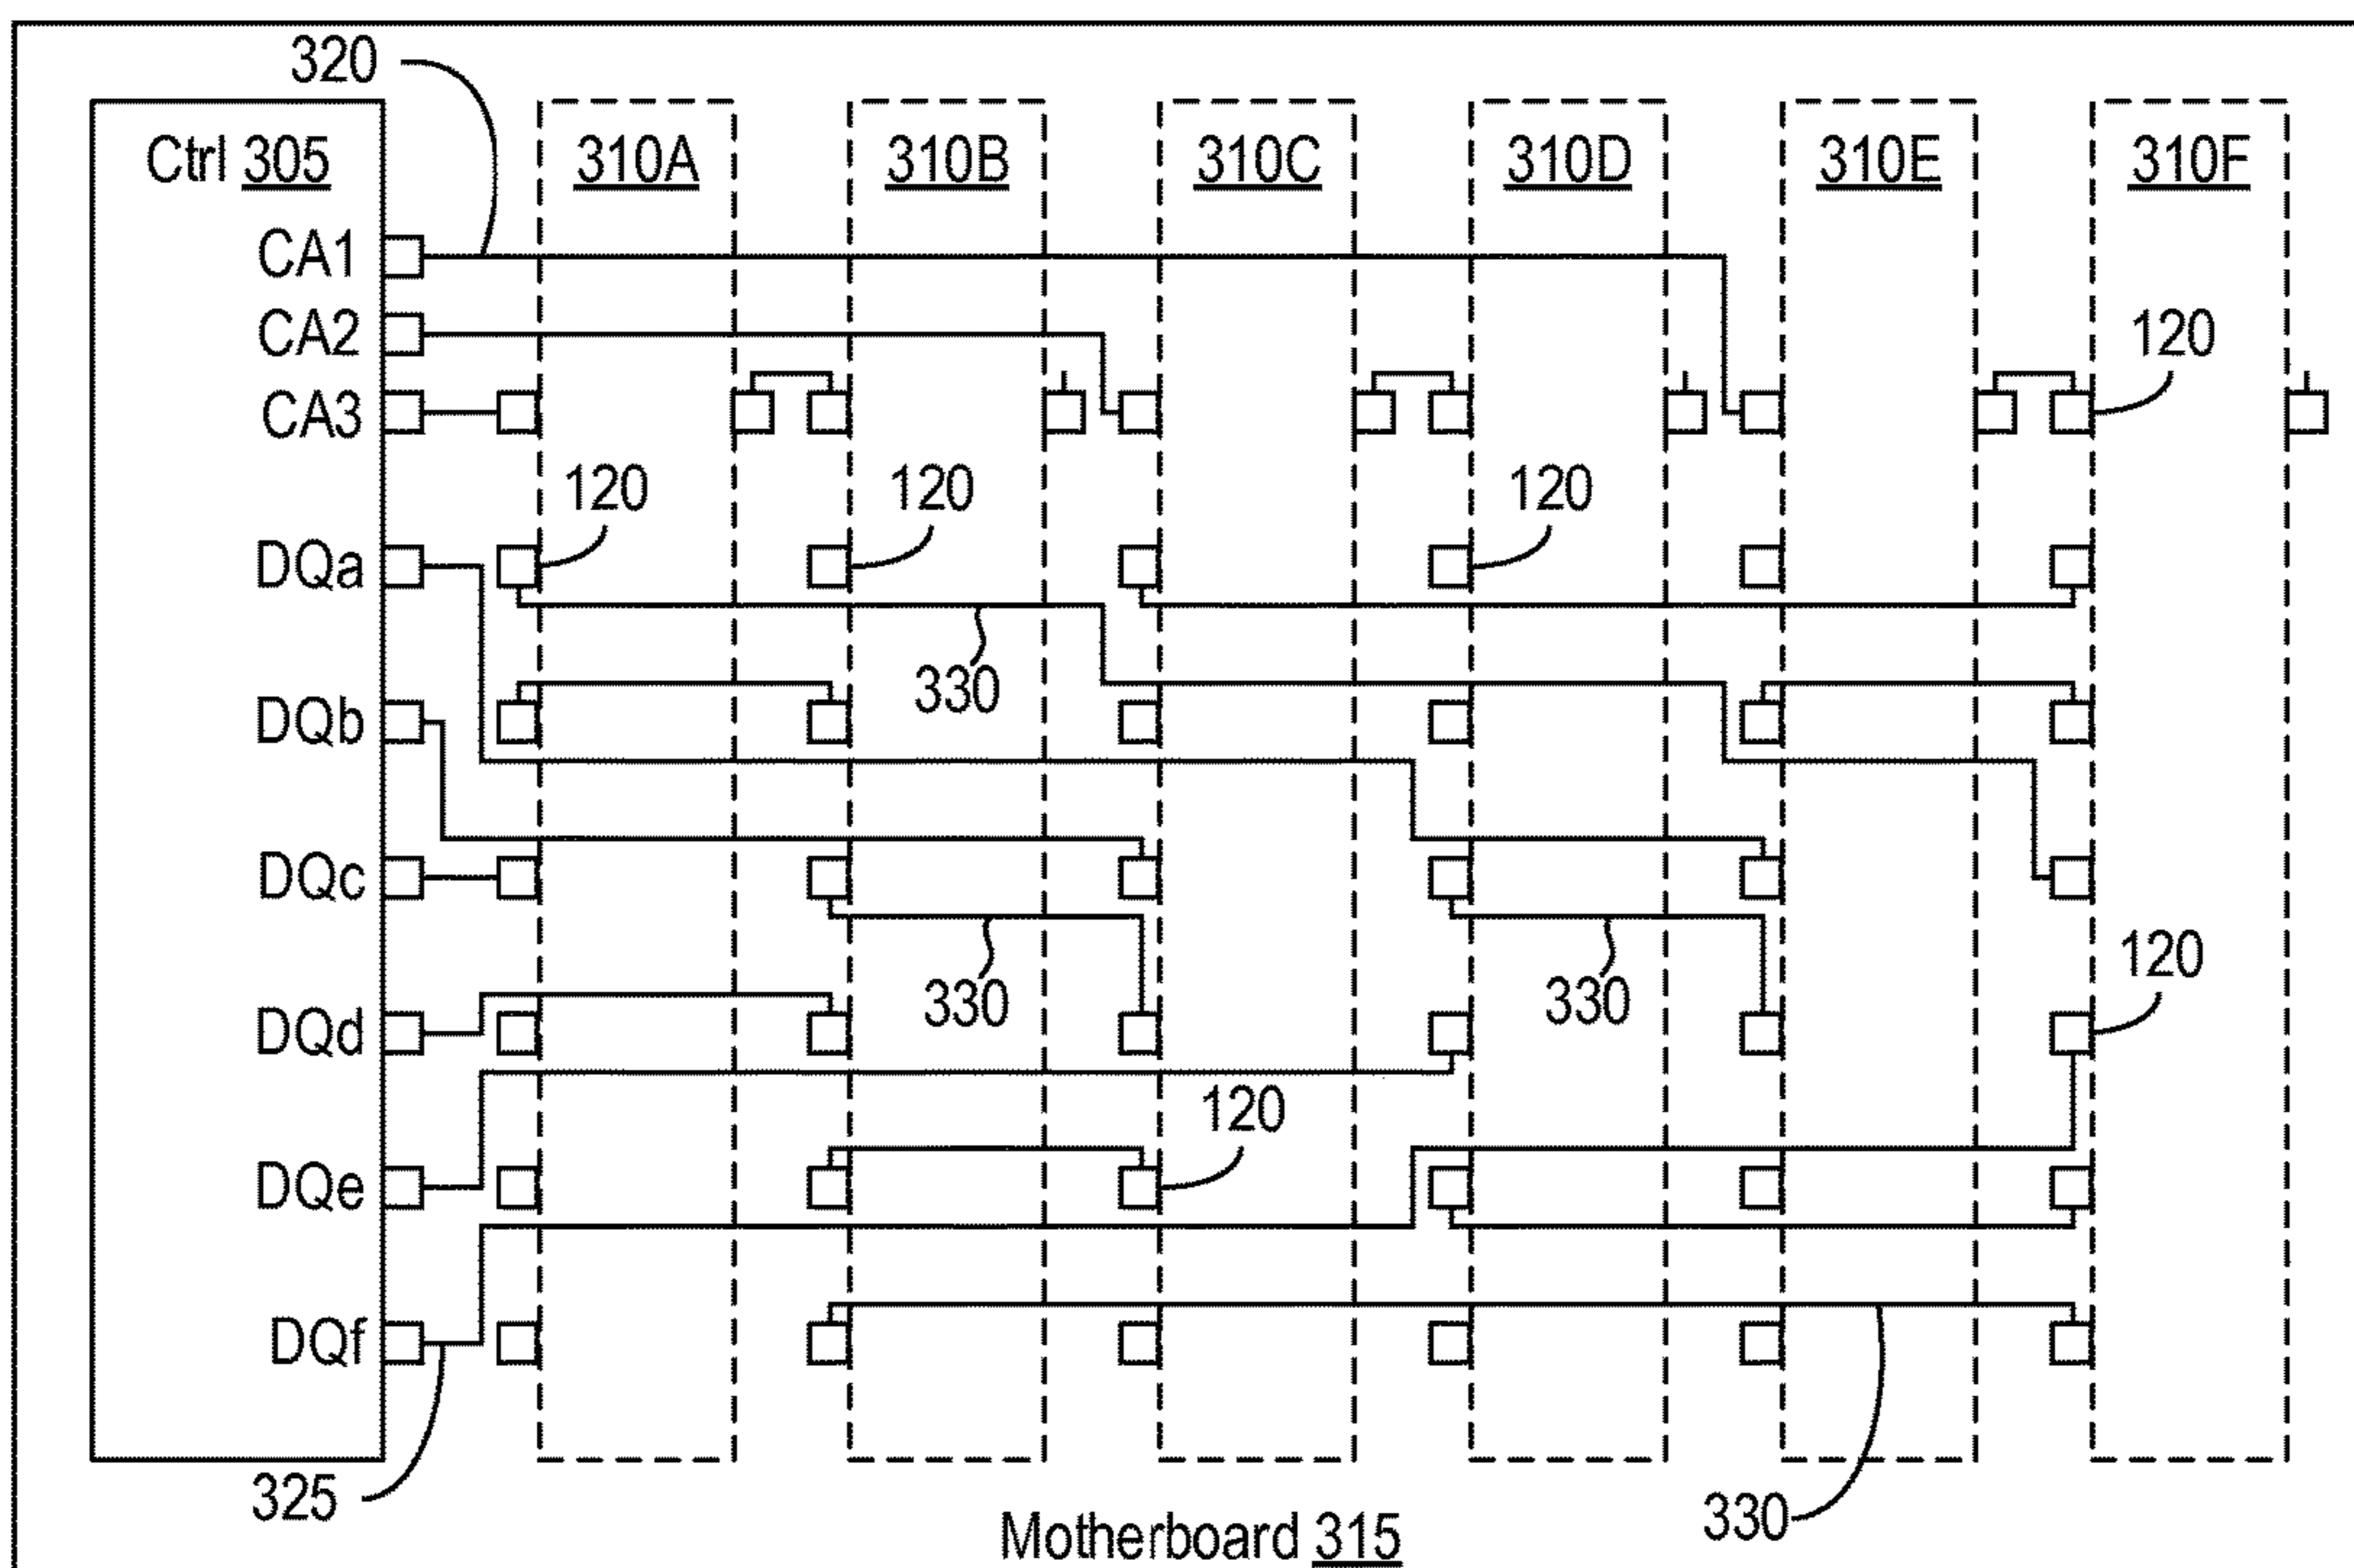 320
Ctrl 305 310A 310B 310C 310D 310E 310F
CA1
CA2 120
CA3
120 120 120
DQa
330
DQb
DQc
120
330 330
DQd
120
DQe
DQf
325 330
Motherboard 315